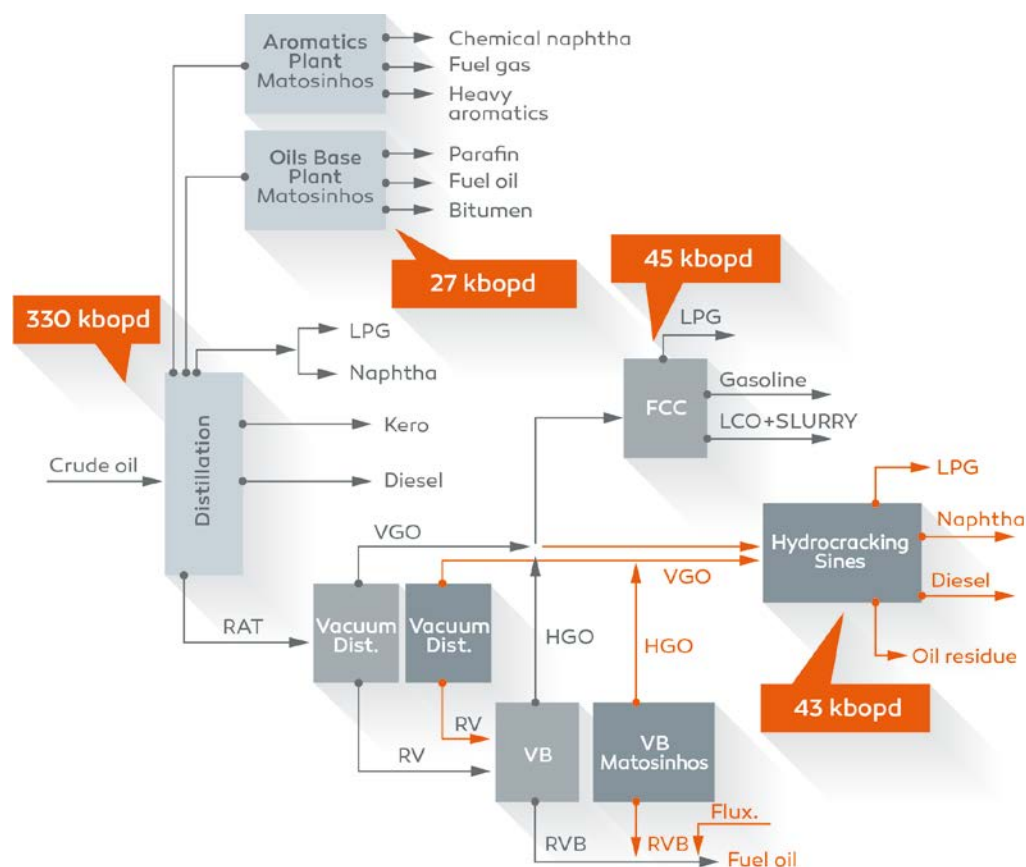 Aromatics
Plant
Matosinhos
Chemical naphtha
Fuel gas
Heavy
aromatics
Oils Base
Plant
Matosinhos
Parafin
Fuel oil
Bitumen
27 kbopd
45 kbopd
330 kbopd
LPG
Naphtha
LPG
FCC
Gasoline
LCO+SLURRY
Kero
Crude oil
Distillation
Diesel
LPG
Hydrocracking
Sines
Naphtha
Diesel
Oil residue
43 kbopd
VGO
VGO
RAT
Vacuum
Dist.
Vacuum
Dist.
HGO
HGO
RV
RV
VB
VB
Matosinhos
Flux.
RVB
RVB
Fuel oil